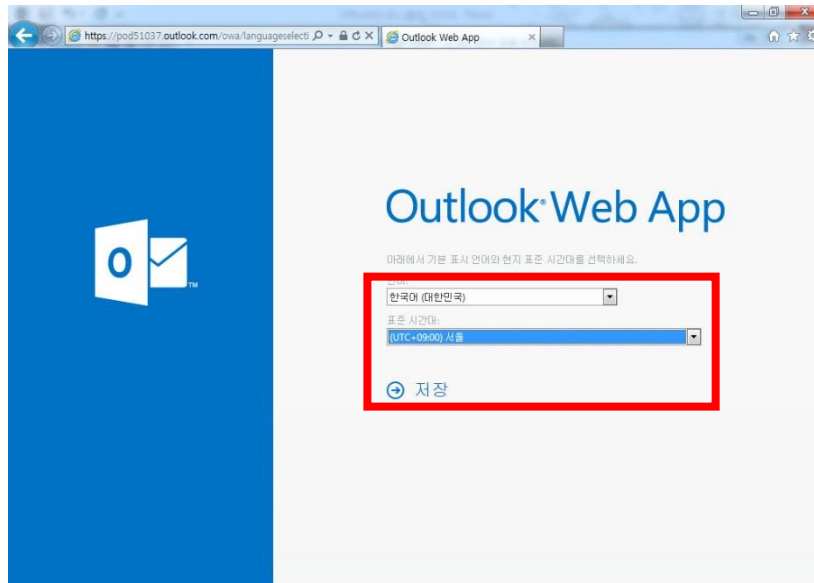 https://pod51037.outlook.com/owa/languageselecti
Outlook Web App
Outlook Web App
아래에서 기본 표시 언어와 현지 표준 시간대를 선택하세요.
한국어 (대한민국)
표준 시간대:
(UTC+09:00) 서울
저장
O
TM